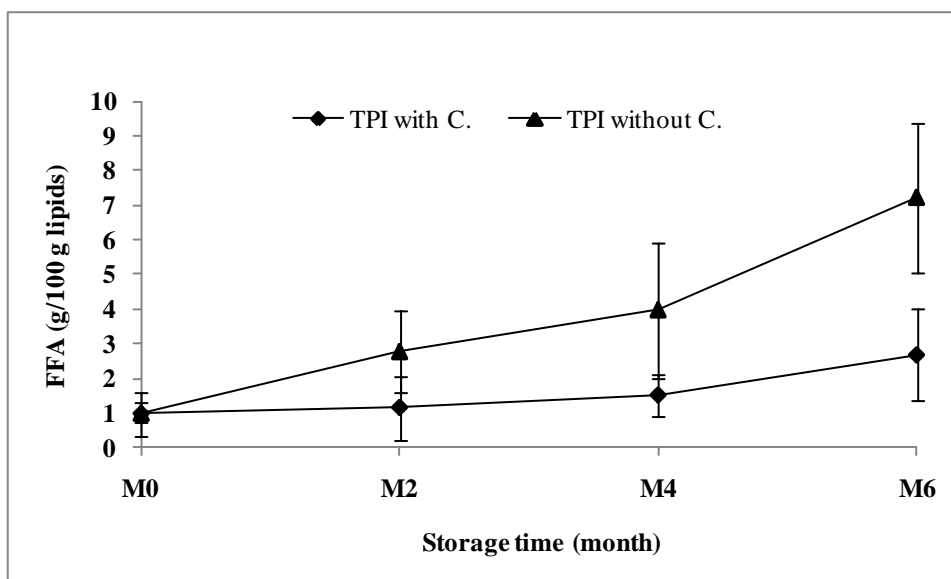 10
TPI with C. TPI without C.
9
8
7
6
5
4
3
2
1
0
FFA (g/100 g lipids)
M0 M2 M4 M6
Storage time (month)